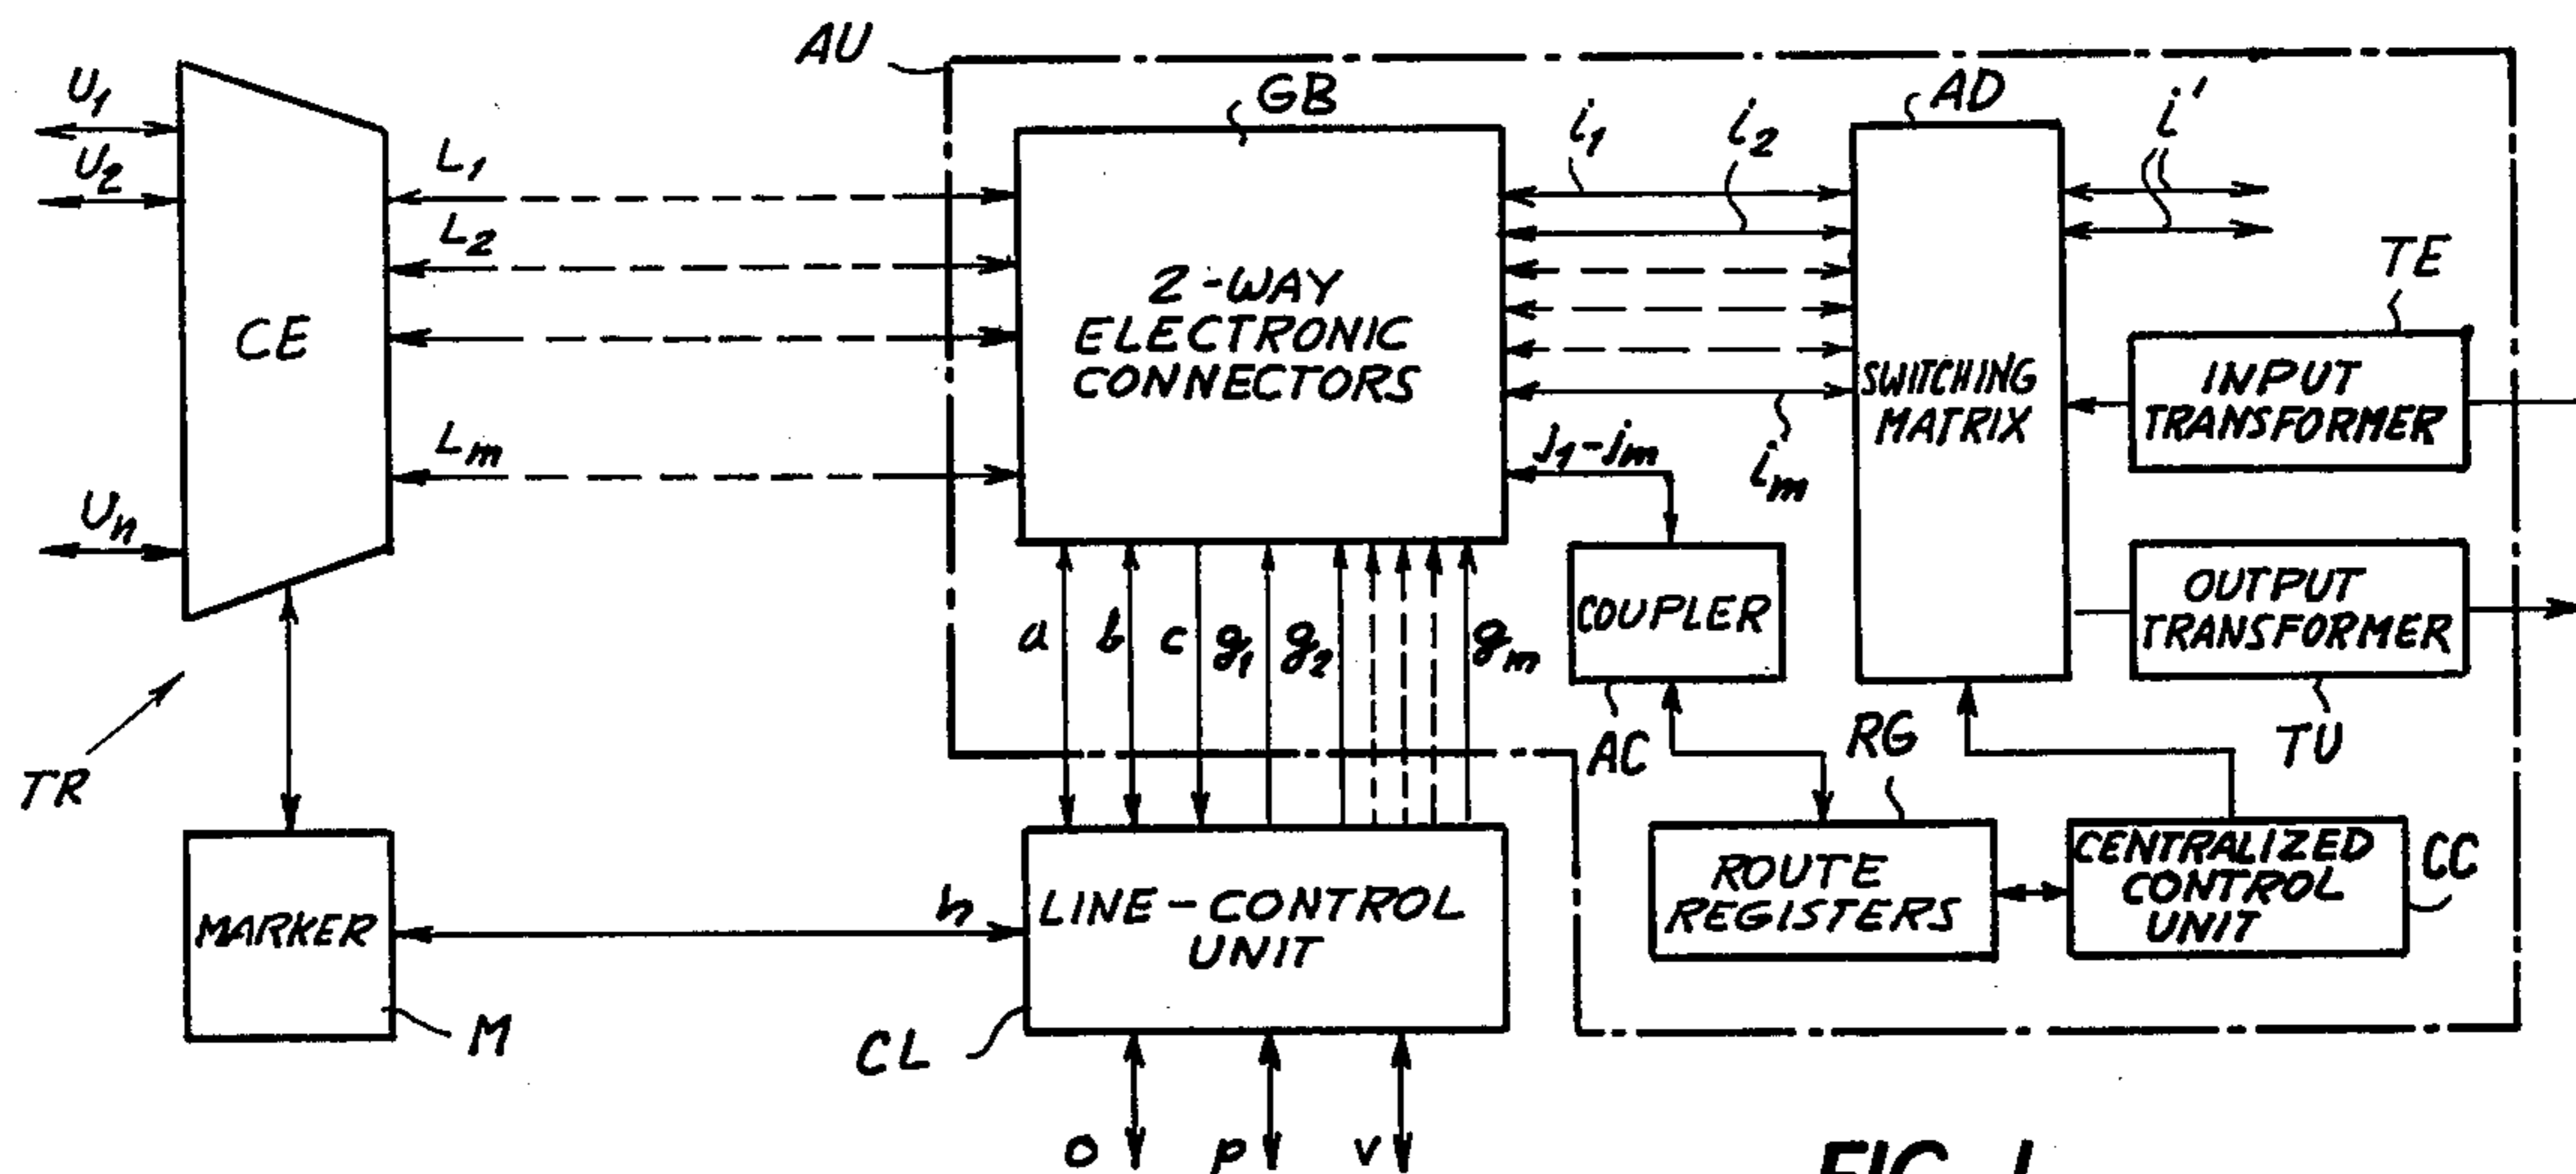 AU
GB
AD
U1
U2
Un
CE
L1
L2
Lm
2-WAY
ELECTRONIC
CONNECTORS
i1
i2
im
i'
j1-jm
SWITCHING
MATRIX
TE
INPUT
TRANSFORMER
OUTPUT
TRANSFORMER
TU
COUPLER
AC
a
b
c
g1
g2
gm
TR
RG
ROUTE
REGISTERS
CENTRALIZED
CONTROL
UNIT
CC
MARKER
M
h
LINE-CONTROL
UNIT
CL
o
p
v
FIG. 1